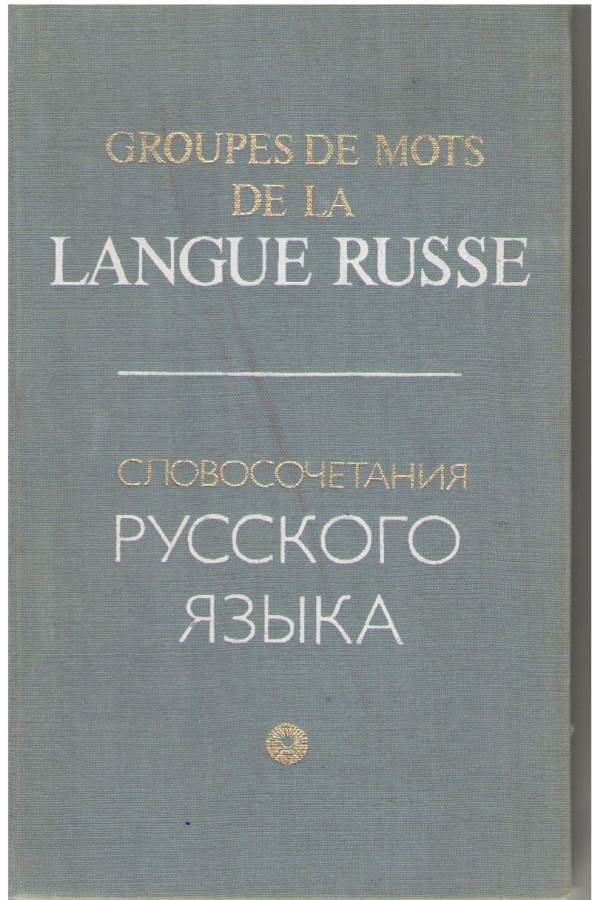 GROUPES DE MOTS
DE LA
LANGUE RUSSE
СЛОВОСОЧЕТАНИЯ
РУССКОГО
ЯЗЫКА